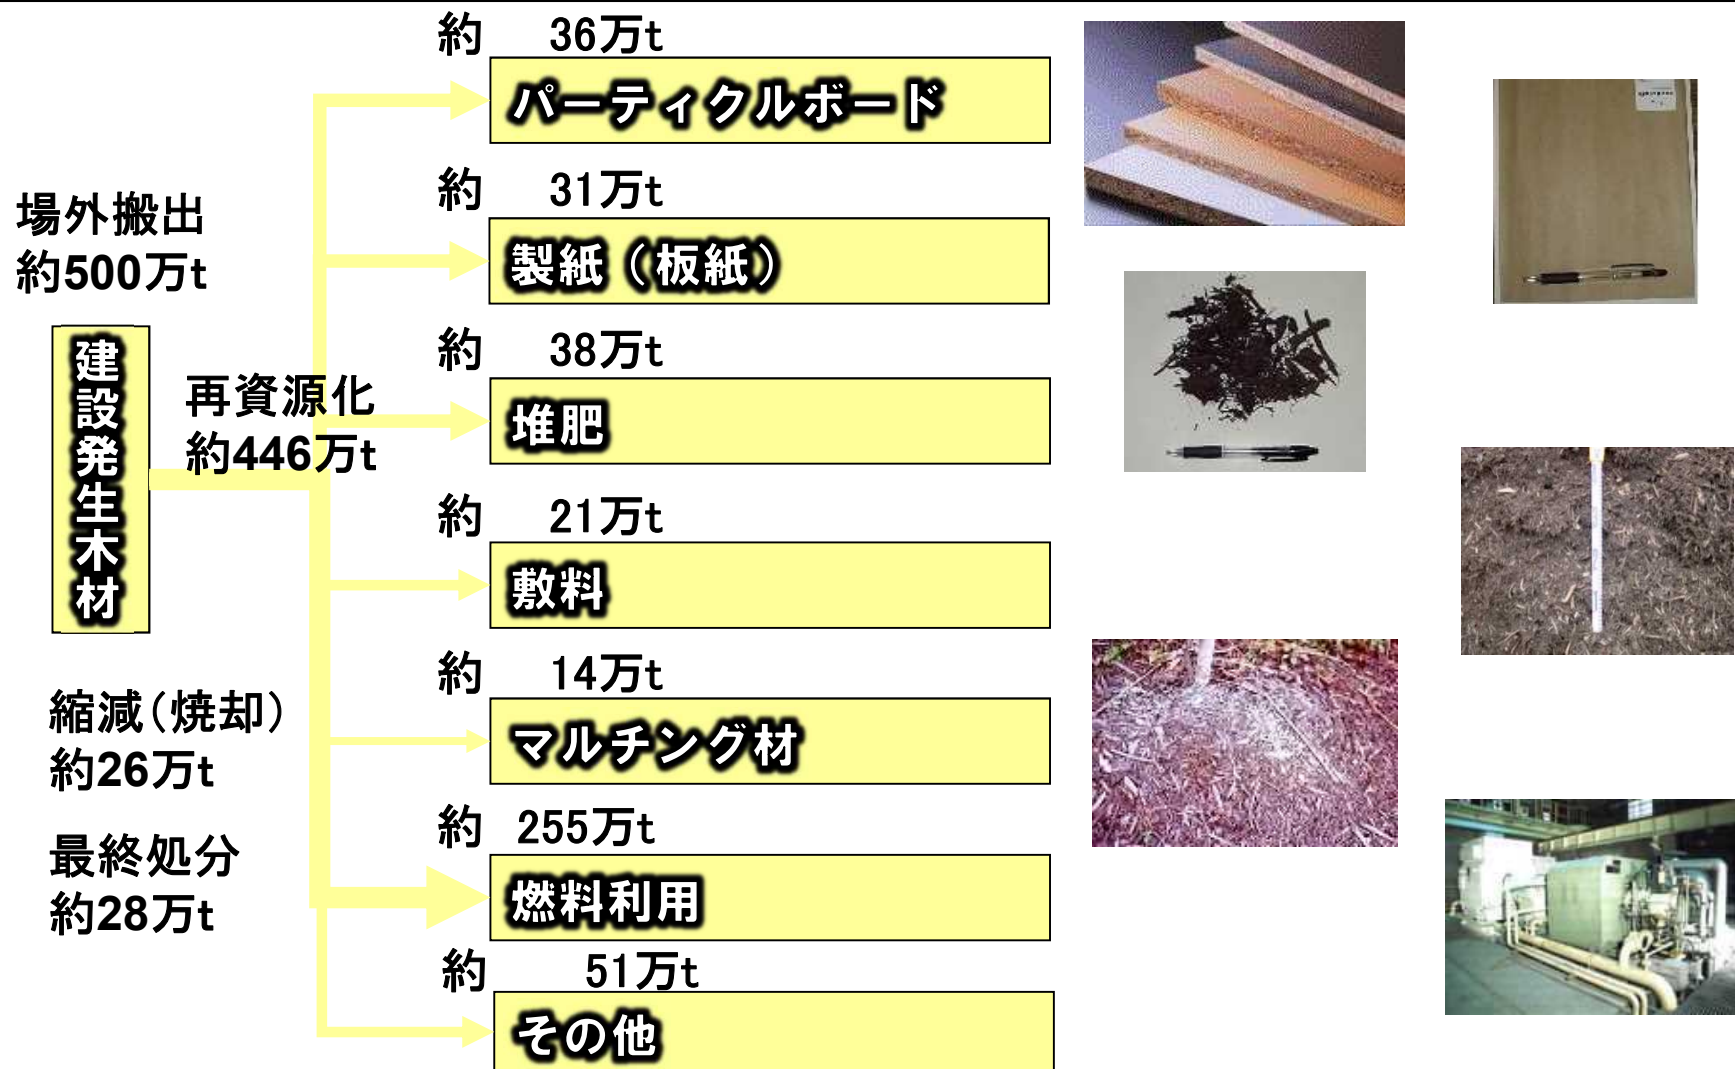 場外搬出
約500万t
建設発生木材
再資源化
約446万t
縮減（焼却）
約26万t
最終処分
約28万t
約 36万t
パーティクルボード
約 31万t
製紙（板紙）
約 38万t
堆肥
約 21万t
敷料
約 14万t
マルチング材
約 255万t
燃料利用
約 51万t
その他